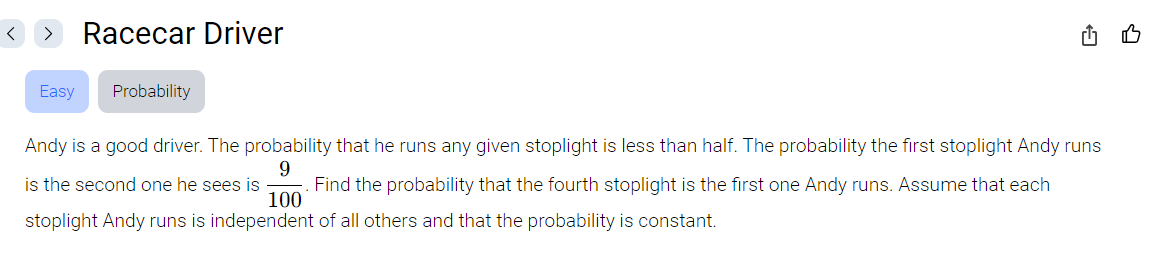 Racecar Driver
Easy Probability
Andy is a good driver. The probability that he runs any given stoplight is less than half. The probability the first stoplight Andy runs
is the second one he sees is 9/100. Find the probability that the fourth stoplight is the first one Andy runs. Assume that each
stoplight Andy runs is independent of all others and that the probability is constant.